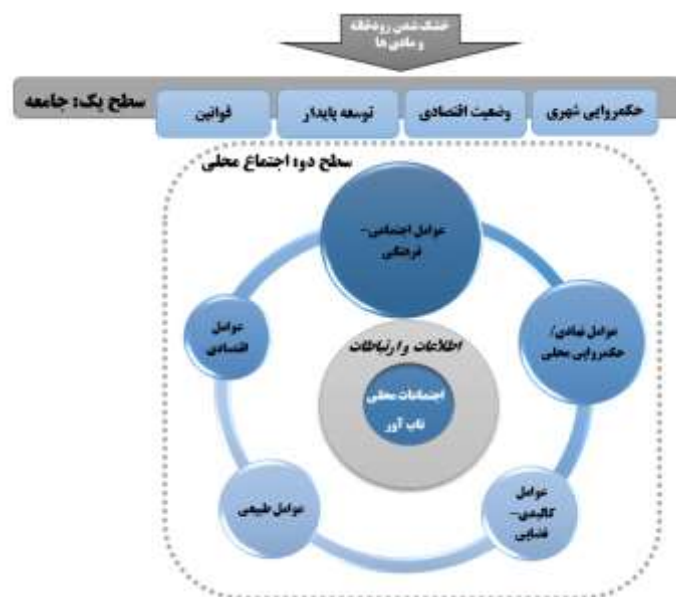 خشک شدن رودخانه
و مادی ها
سطح یک: جامعه
حکمروایی شهری
وضعیت اقتصادی
توسعه پایدار
قوانین
سطح دو: اجتماع محلی
عوامل اجتماعی-
فرهنگی
عوامل نهادی/
حکمروایی محلی
عوامل
اقتصادی
اطلاعات و ارتباطات
اجتماعات محلی
تاب آور
عوامل
کالبدی-
فضایی
عوامل طبیعی